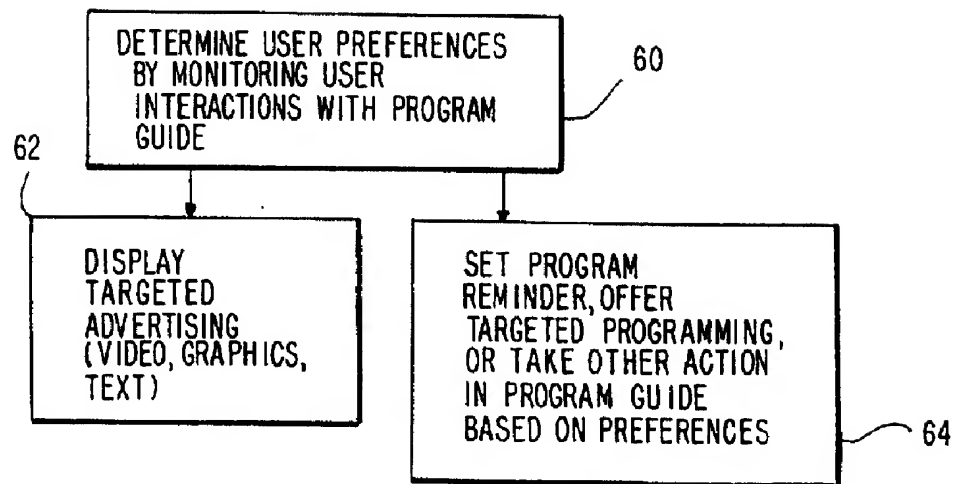 DETERMINE USER PREFERENCES
BY MONITORING USER
INTERACTIONS WITH PROGRAM
GUIDE
60
62
DISPLAY
TARGETED
ADVERTISING
(VIDEO, GRAPHICS,
TEXT)
SET PROGRAM
REMINDER, OFFER
TARGETED PROGRAMMING,
OR TAKE OTHER ACTION
IN PROGRAM GUIDE
BASED ON PREFERENCES
64